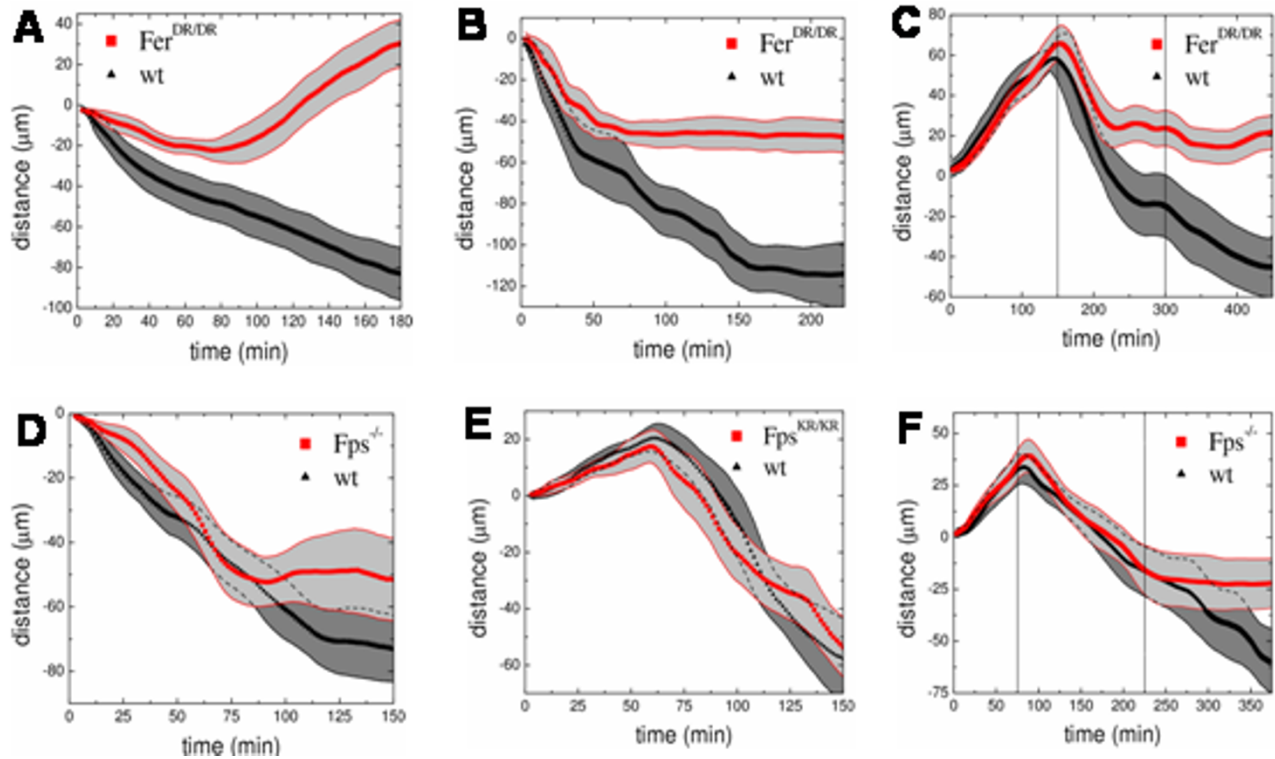 A
Fer DR/DR
wt
40
20
0
-20
-40
-60
-80
-100
0 20 40 60 80 100 120 140 160 180
distance (μm)
time (min)
B
Fer DR/DR
wt
0
-20
-40
-60
-80
-100
-120
0 50 100 150 200
distance (μm)
time (min)
C
Fer DR/DR
wt
80
60
40
20
0
-20
-40
-60
0 100 200 300 400
distance (μm)
time (min)
D
Fps -/-
wt
0
-20
-40
-60
-80
0 25 50 75 100 125 150
distance (μm)
time (min)
E
Fps KR/KR
wt
20
0
-20
-40
-60
0 25 50 75 100 125 150
distance (μm)
time (min)
F
Fps -/-
wt
50
25
0
-25
-50
-75
0 50 100 150 200 250 300 350
distance (μm)
time (min)